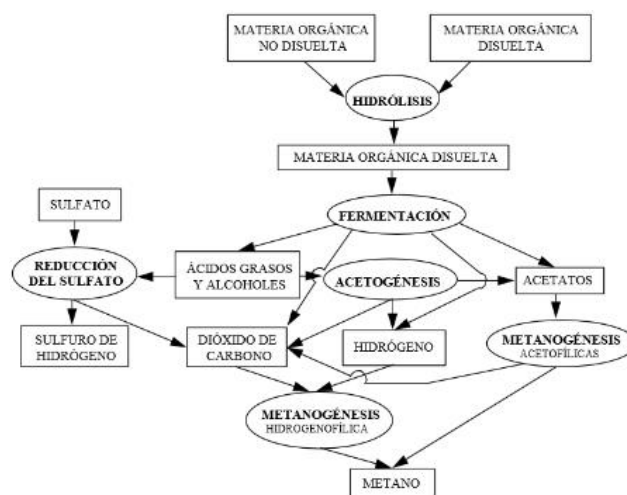 MATERIA ORGÁNICA
NO DISUELTA
MATERIA ORGÁNICA
DISUELTA
HIDRÓLISIS
MATERIA ORGÁNICA DISUELTA
SULFATO
FERMENTACIÓN
REDUCCIÓN
DEL SULFATO
ÁCIDOS GRASOS
Y ALCOHOLES
ACETOGÉNESIS
ACETATOS
SULFURO DE
HIDRÓGENO
DIÓXIDO DE
CARBONO
HIDRÓGENO
METANOGÉNESIS
ACETOFÍLICAS
METANOGÉNESIS
HIDROGENOFÍLICA
METANO